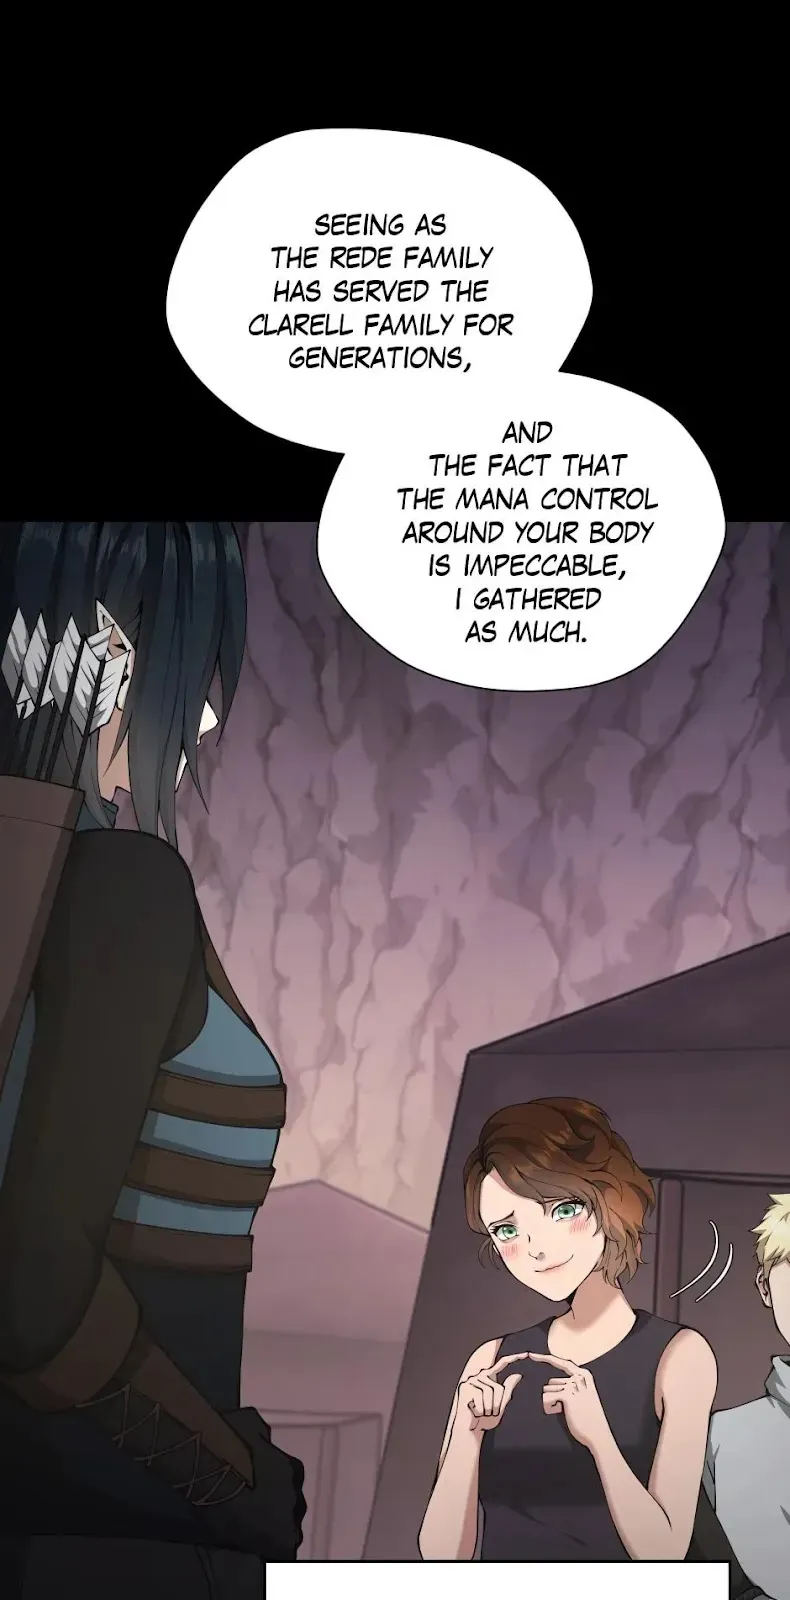 SEEING AS
THE REDE FAMILY
HAS SERVED THE
CLARELL FAMILY FOR
GENERATIONS,
AND
THE FACT THAT
THE MANA CONTROL
AROUND YOUR BODY
IS IMPECCABLE,
I GATHERED
AS MUCH.